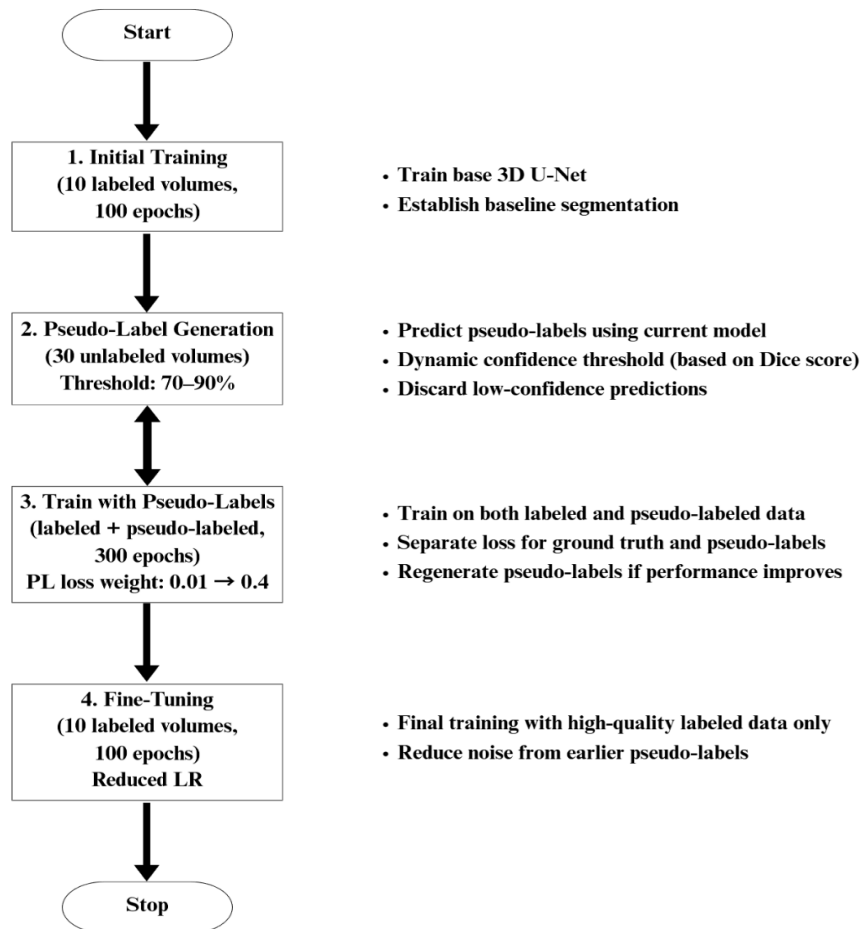 Start
1. Initial Training
(10 labeled volumes,
100 epochs)
• Train base 3D U-Net
• Establish baseline segmentation
2. Pseudo-Label Generation
(30 unlabeled volumes)
Threshold: 70–90%
• Predict pseudo-labels using current model
• Dynamic confidence threshold (based on Dice score)
• Discard low-confidence predictions
3. Train with Pseudo-Labels
(labeled + pseudo-labeled,
300 epochs)
PL loss weight: 0.01 → 0.4
• Train on both labeled and pseudo-labeled data
• Separate loss for ground truth and pseudo-labels
• Regenerate pseudo-labels if performance improves
4. Fine-Tuning
(10 labeled volumes,
100 epochs)
Reduced LR
• Final training with high-quality labeled data only
• Reduce noise from earlier pseudo-labels
Stop